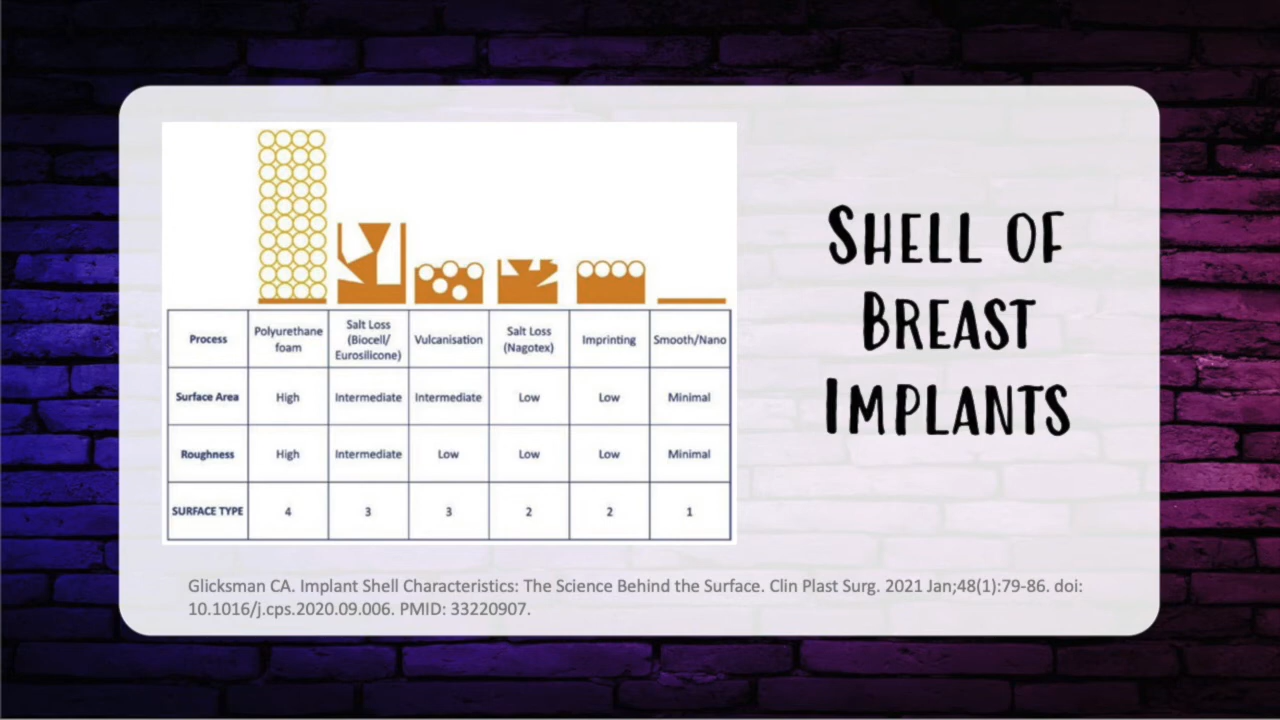 SHELL OF
BREAST
IMPLANTS
Process
Polyurethane
foam
Salt Loss
(Biocell/
Eurosilicone)
Vulcanisation
Salt Loss
(Nagotex)
Imprinting
Smooth/Nano
Surface Area
High
Intermediate
Intermediate
Low
Low
Minimal
Roughness
High
Intermediate
Low
Low
Low
Minimal
SURFACE TYPE
4
3
3
2
2
1
Glicksman CA. Implant Shell Characteristics: The Science Behind the Surface. Clin Plast Surg. 2021 Jan;48(1):79-86. doi:
10.1016/j.cps.2020.09.006. PMID: 33220907.